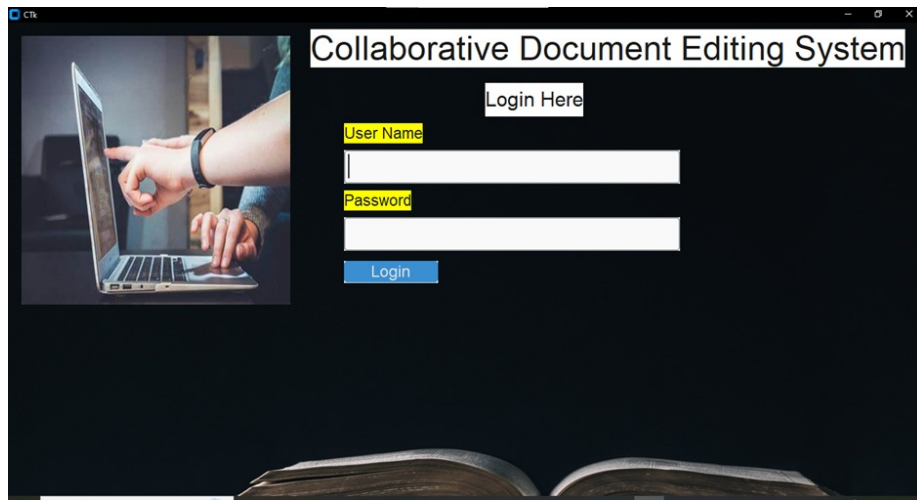 CTk
Collaborative Document Editing System
Login Here
User Name
Password
Login